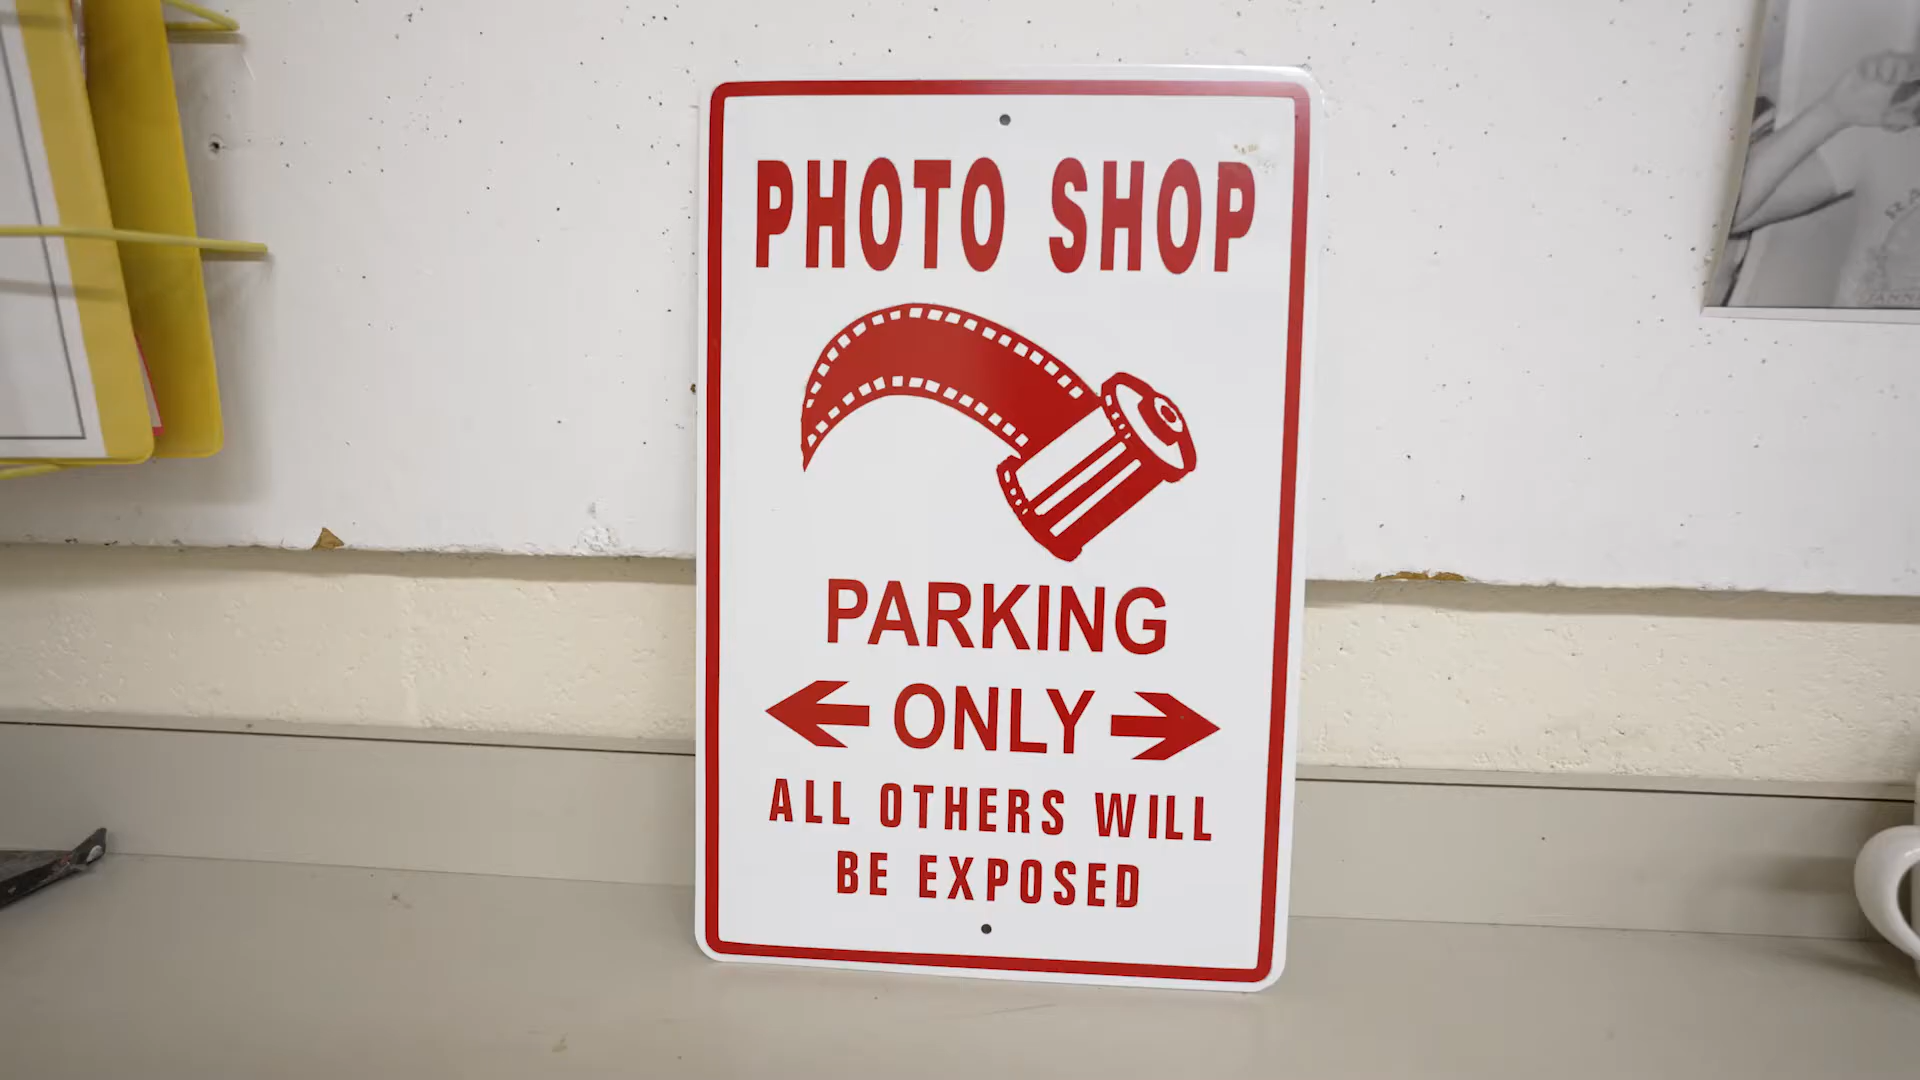 PHOTO SHOP
PARKING
ONLY
ALL OTHERS WILL
BE EXPOSED